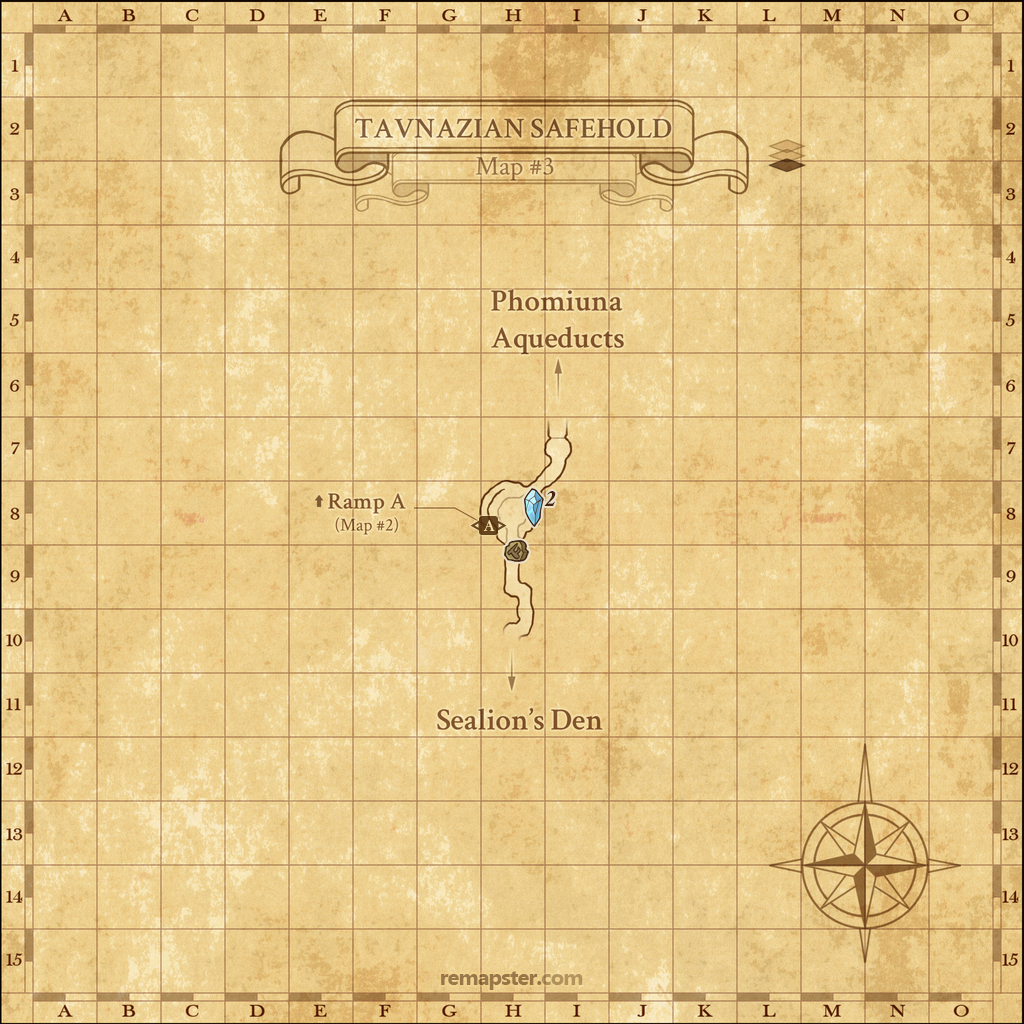 A B C D E F G H I J K L M N O
1 1
TAVNAZIAN SAFEHOLD
2 2
Map #3
3 3
4 4
Phomiuna
5 5
Aqueducts
6 6
7 7
2
Ramp A
8 8
(Map #2)
A
9 9
10 10
11 11
Sealion's Den
12 12
13 13
14 14
15 15
remapster.com
A B C D E F G H I J K L M N O